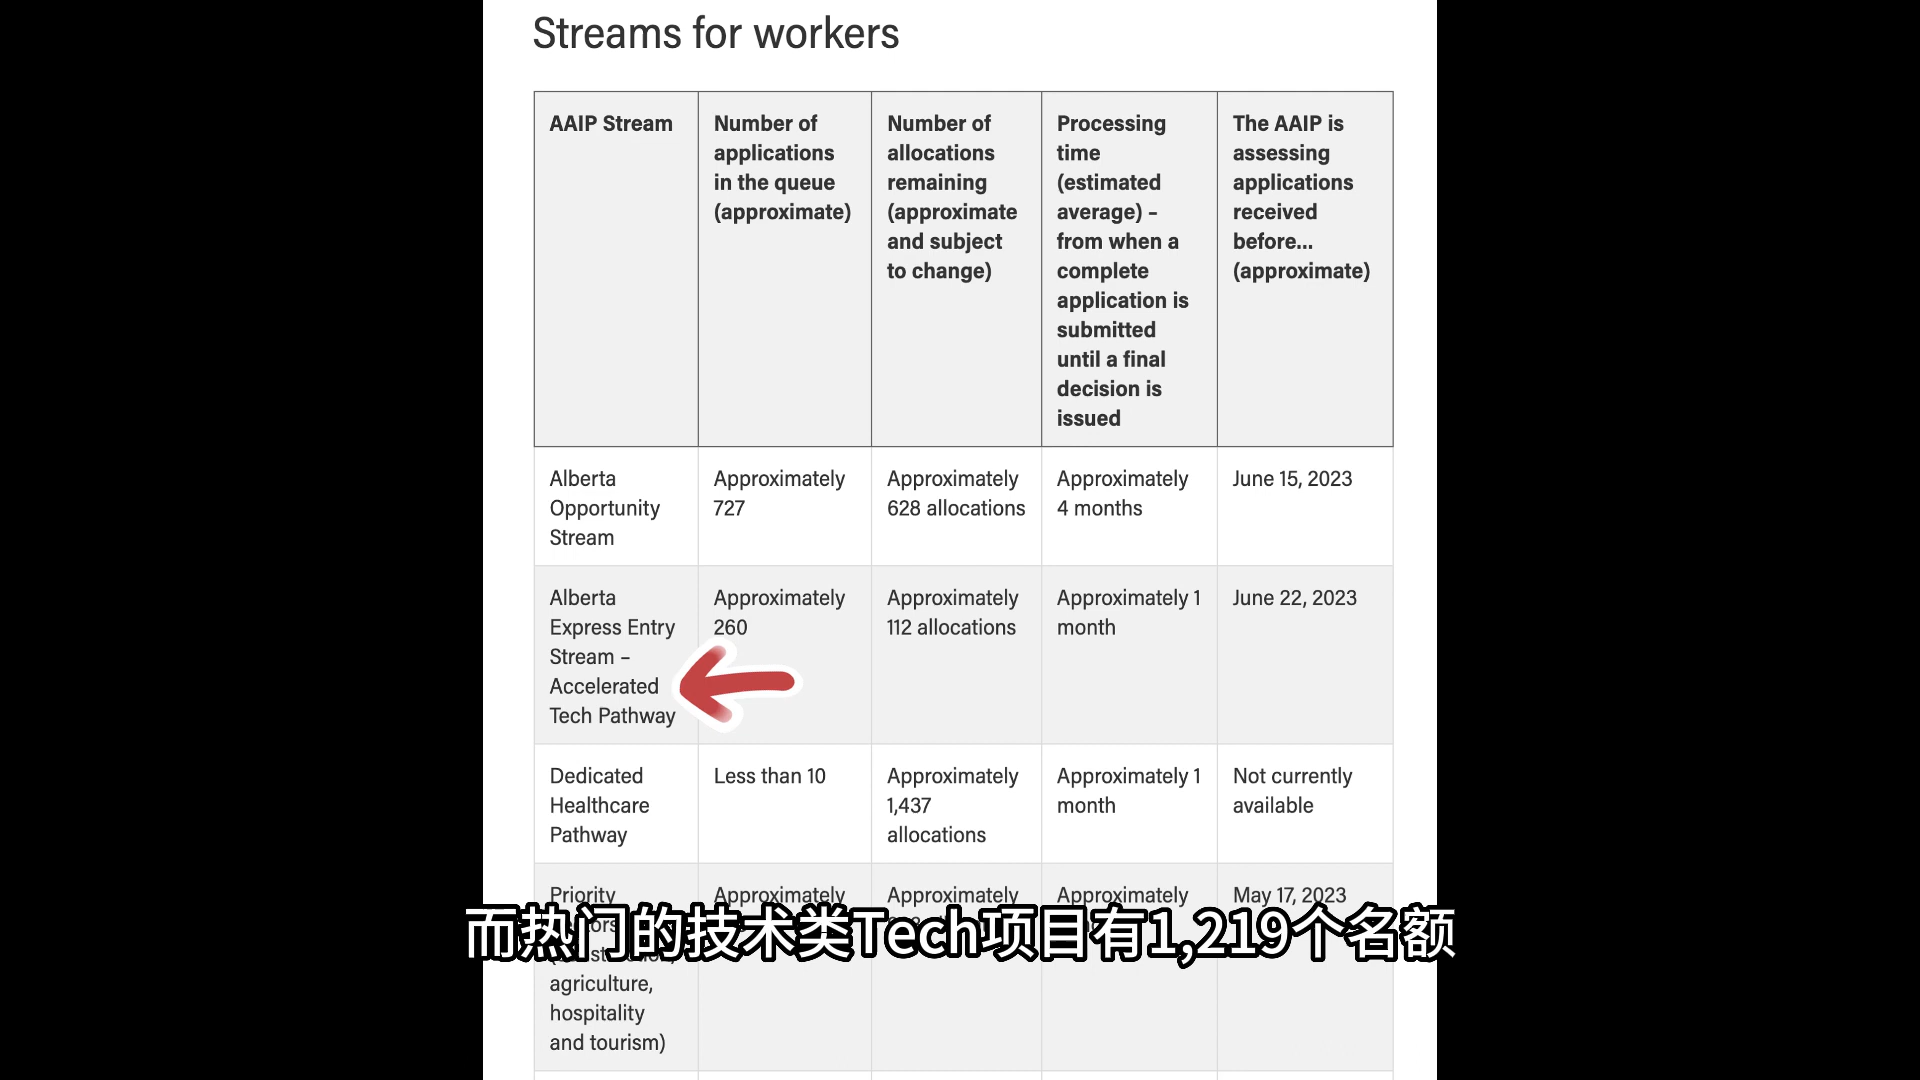 Streams for workers
AAIP Stream
Number of
applications
in the queue
(approximate)
Number of
allocations
remaining
(approximate
and subject
to change)
Processing
time
(estimated
average) –
from when a
complete
application is
submitted
until a final
decision is
issued
The AAIP is
assessing
applications
received
before...
(approximate)
Alberta
Opportunity
Stream
Approximately
727
Approximately
628 allocations
Approximately
4 months
June 15, 2023
Alberta
Express Entry
Stream –
Accelerated
Tech Pathway
Approximately
260
Approximately
112 allocations
Approximately 1
month
June 22, 2023
Dedicated
Healthcare
Pathway
Less than 10
Approximately
1,437
allocations
Approximately 1
month
Not currently
available
Priority
agriculture,
hospitality
and tourism)
Approximately
Approximately
Approximately
May 17, 2023
而热门的技术类Tech项目有1,219个名额